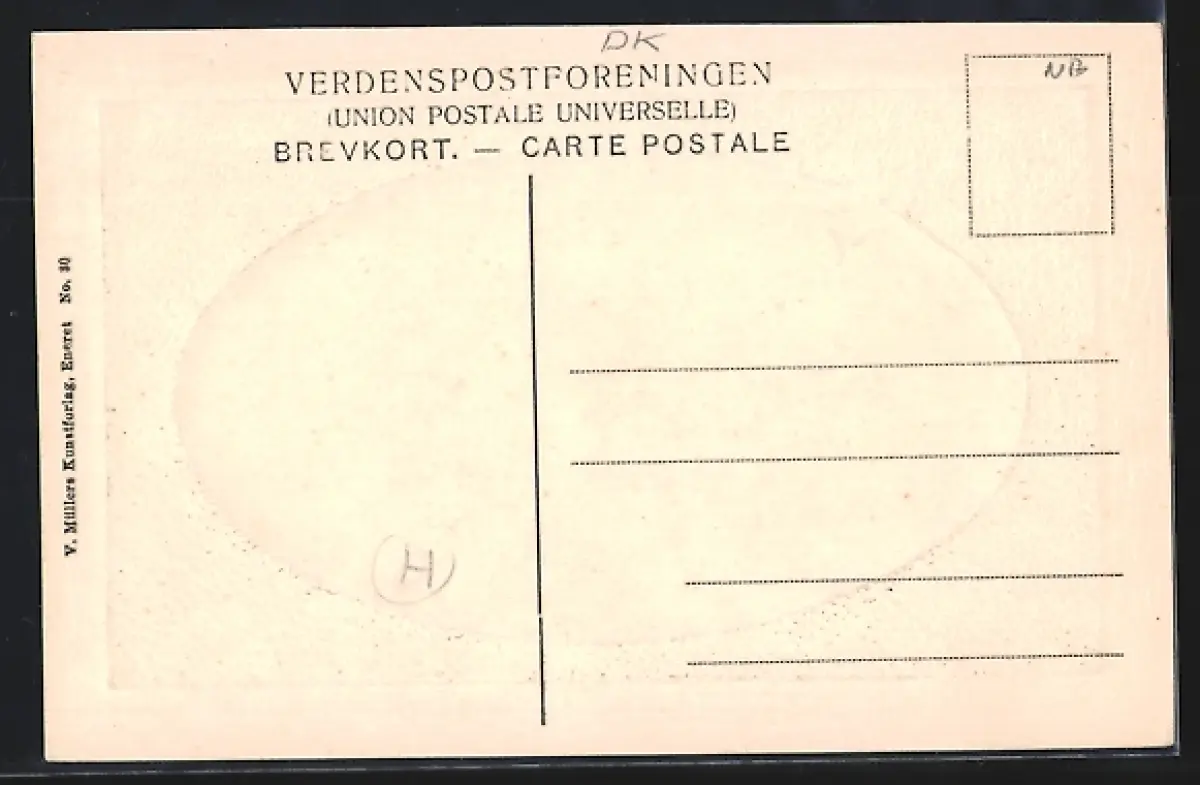 DK
VERDENSPOSTFORENINGEN
(UNION POSTALE UNIVERSELLE)
BREVKORT. — CARTE POSTALE
NB
V. Müllers Kunstforlag, Eneret No. 30
H